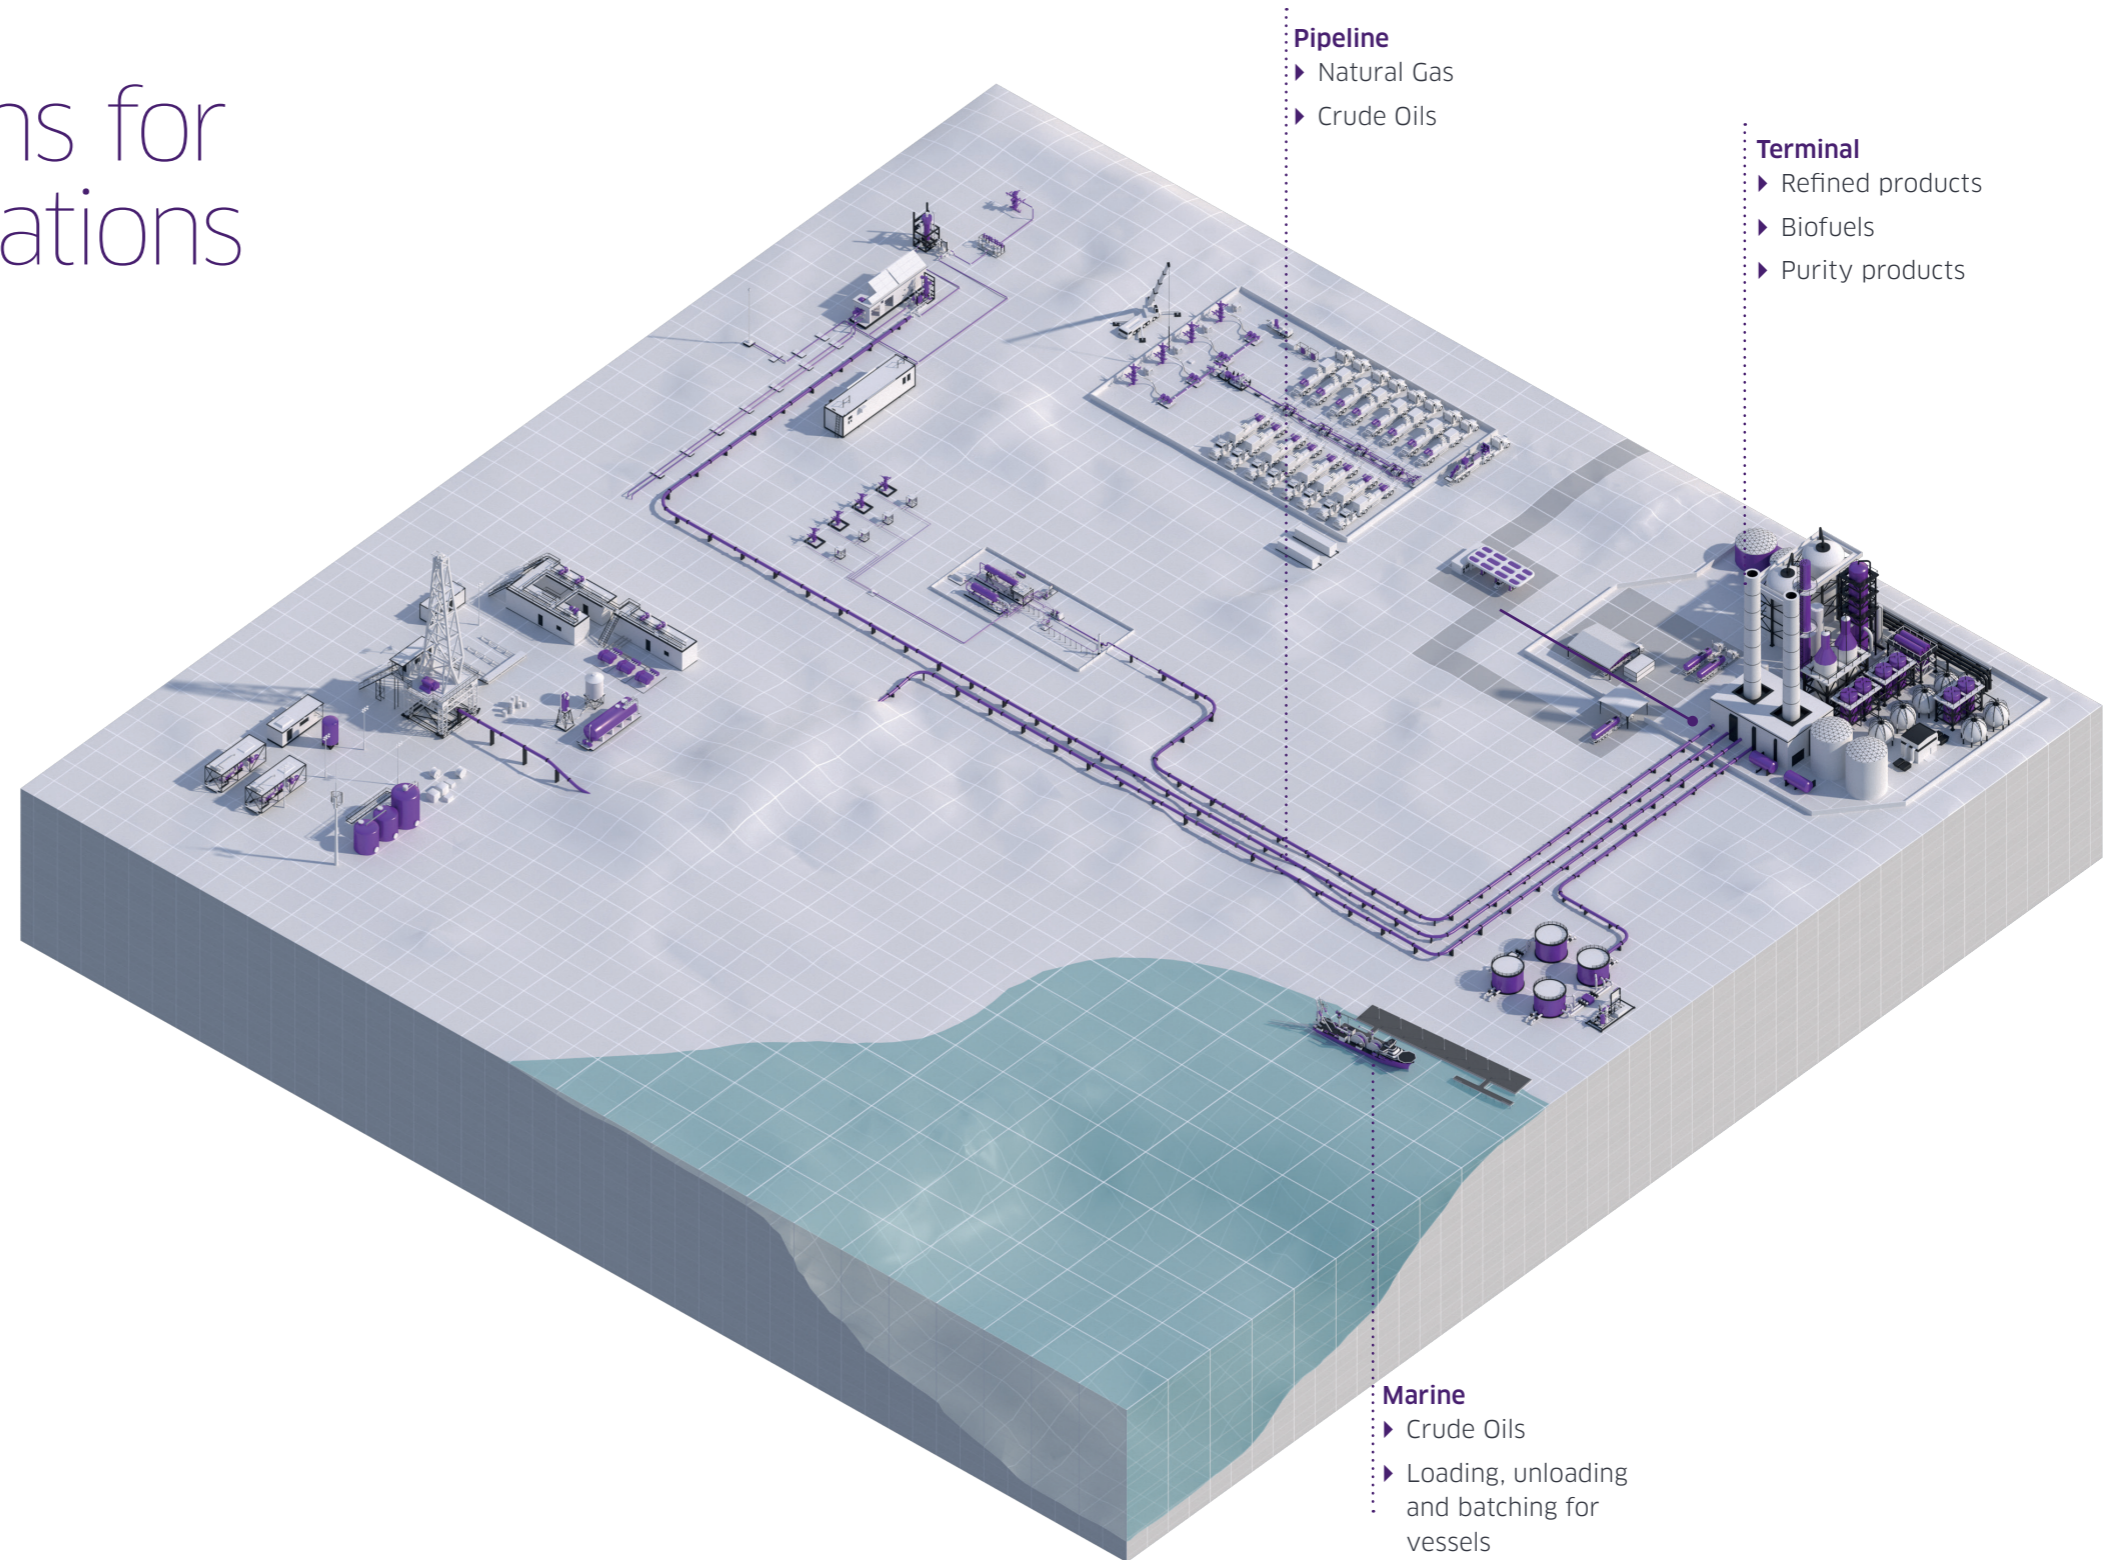 ns for
ations
Pipeline
Natural Gas
Crude Oils
Terminal
Refined products
Biofuels
Purity products
Marine
Crude Oils
Loading, unloading
and batching for
vessels